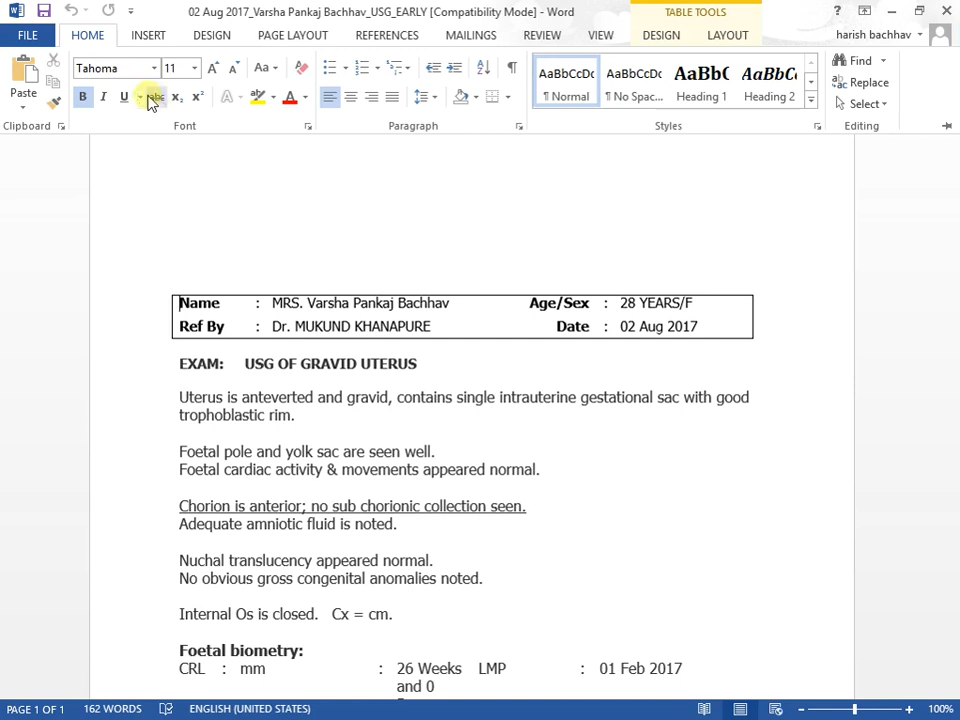 02 Aug 2017_Varsha Pankaj Bachhav_USG_EARLY [Compatibility Mode] - Word
TABLE TOOLS
?
FILE HOME INSERT DESIGN PAGE LAYOUT REFERENCES MAILINGS REVIEW VIEW DESIGN LAYOUT harish bachhav
Paste
Tahoma 11 Aa
B I U abc x₂ x²
AaBbCcDc AaBbCcDc AaBbC AaBbCc
¶ Normal ¶ No Spac... Heading 1 Heading 2
Find
Replace
Select
Clipboard Font Paragraph Styles Editing
Name : MRS. Varsha Pankaj Bachhav Age/Sex : 28 YEARS/F
Ref By : Dr. MUKUND KHANAPURE Date : 02 Aug 2017
EXAM: USG OF GRAVID UTERUS
Uterus is anteverted and gravid, contains single intrauterine gestational sac with good
trophoblastic rim.
Foetal pole and yolk sac are seen well.
Foetal cardiac activity & movements appeared normal.
Chorion is anterior; no sub chorionic collection seen.
Adequate amniotic fluid is noted.
Nuchal translucency appeared normal.
No obvious gross congenital anomalies noted.
Internal Os is closed. Cx = cm.
Foetal biometry:
CRL : mm : 26 Weeks LMP : 01 Feb 2017
and 0
PAGE 1 OF 1 162 WORDS ENGLISH (UNITED STATES) 100%